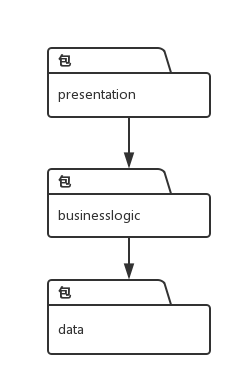 包
presentation
包
businesslogic
包
data